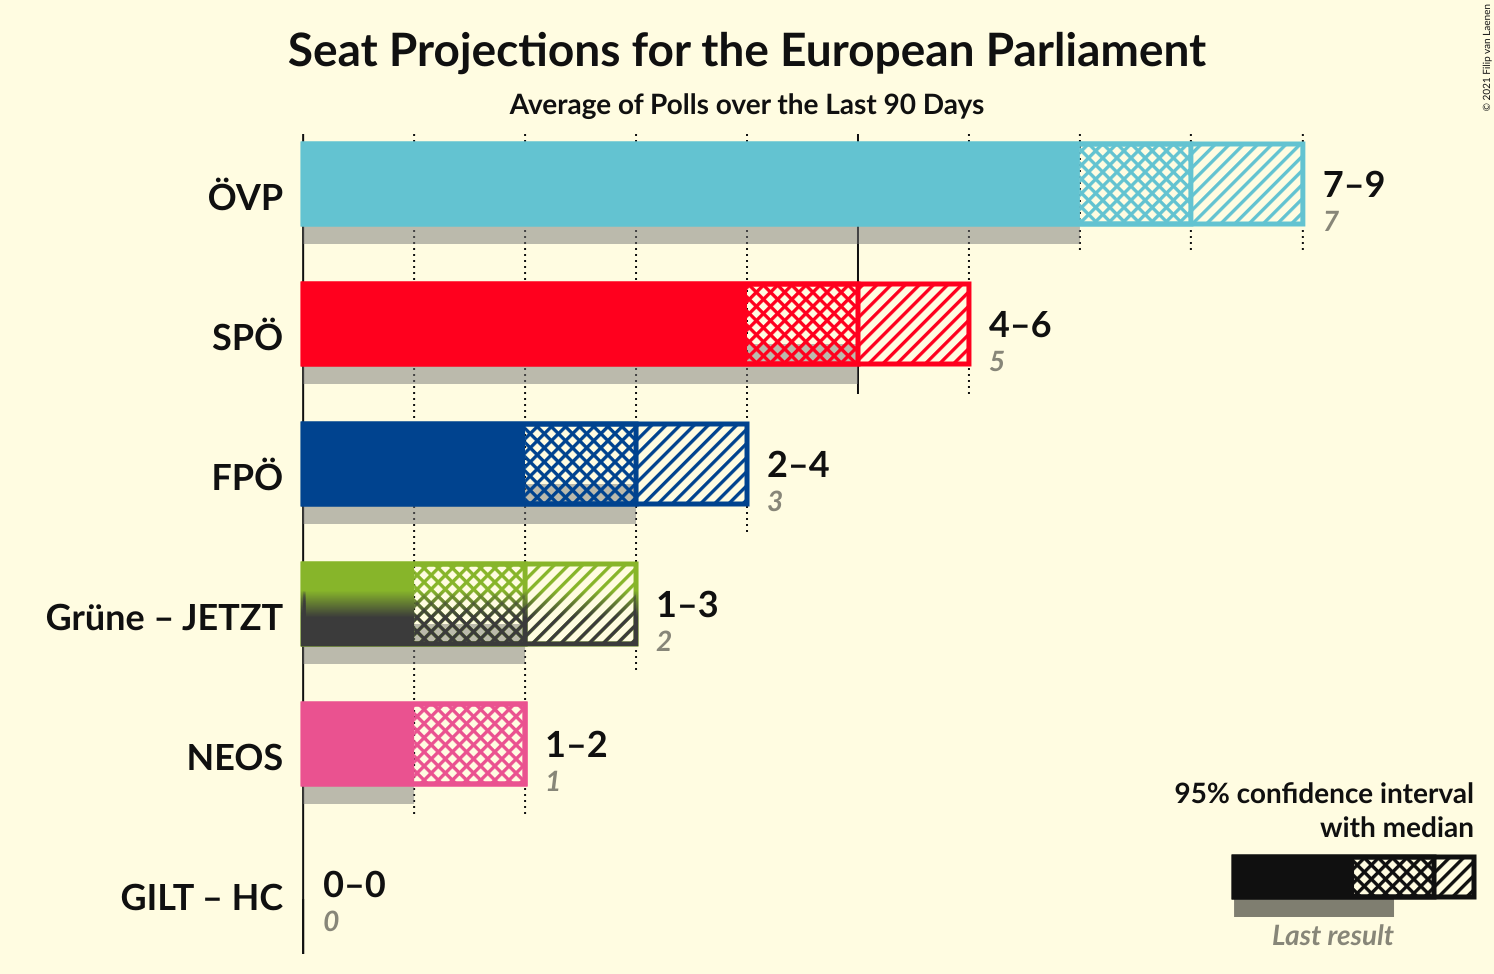 Seat Projections for the European Parliament
Average of Polls over the Last 90 Days
© 2021 Filip van Laenen
ÖVP
7–9
7
SPÖ
4–6
5
FPÖ
2–4
3
Grüne – JETZT
1–3
2
NEOS
1–2
1
GILT – HC
0–0
0
95% confidence interval
with median
Last result